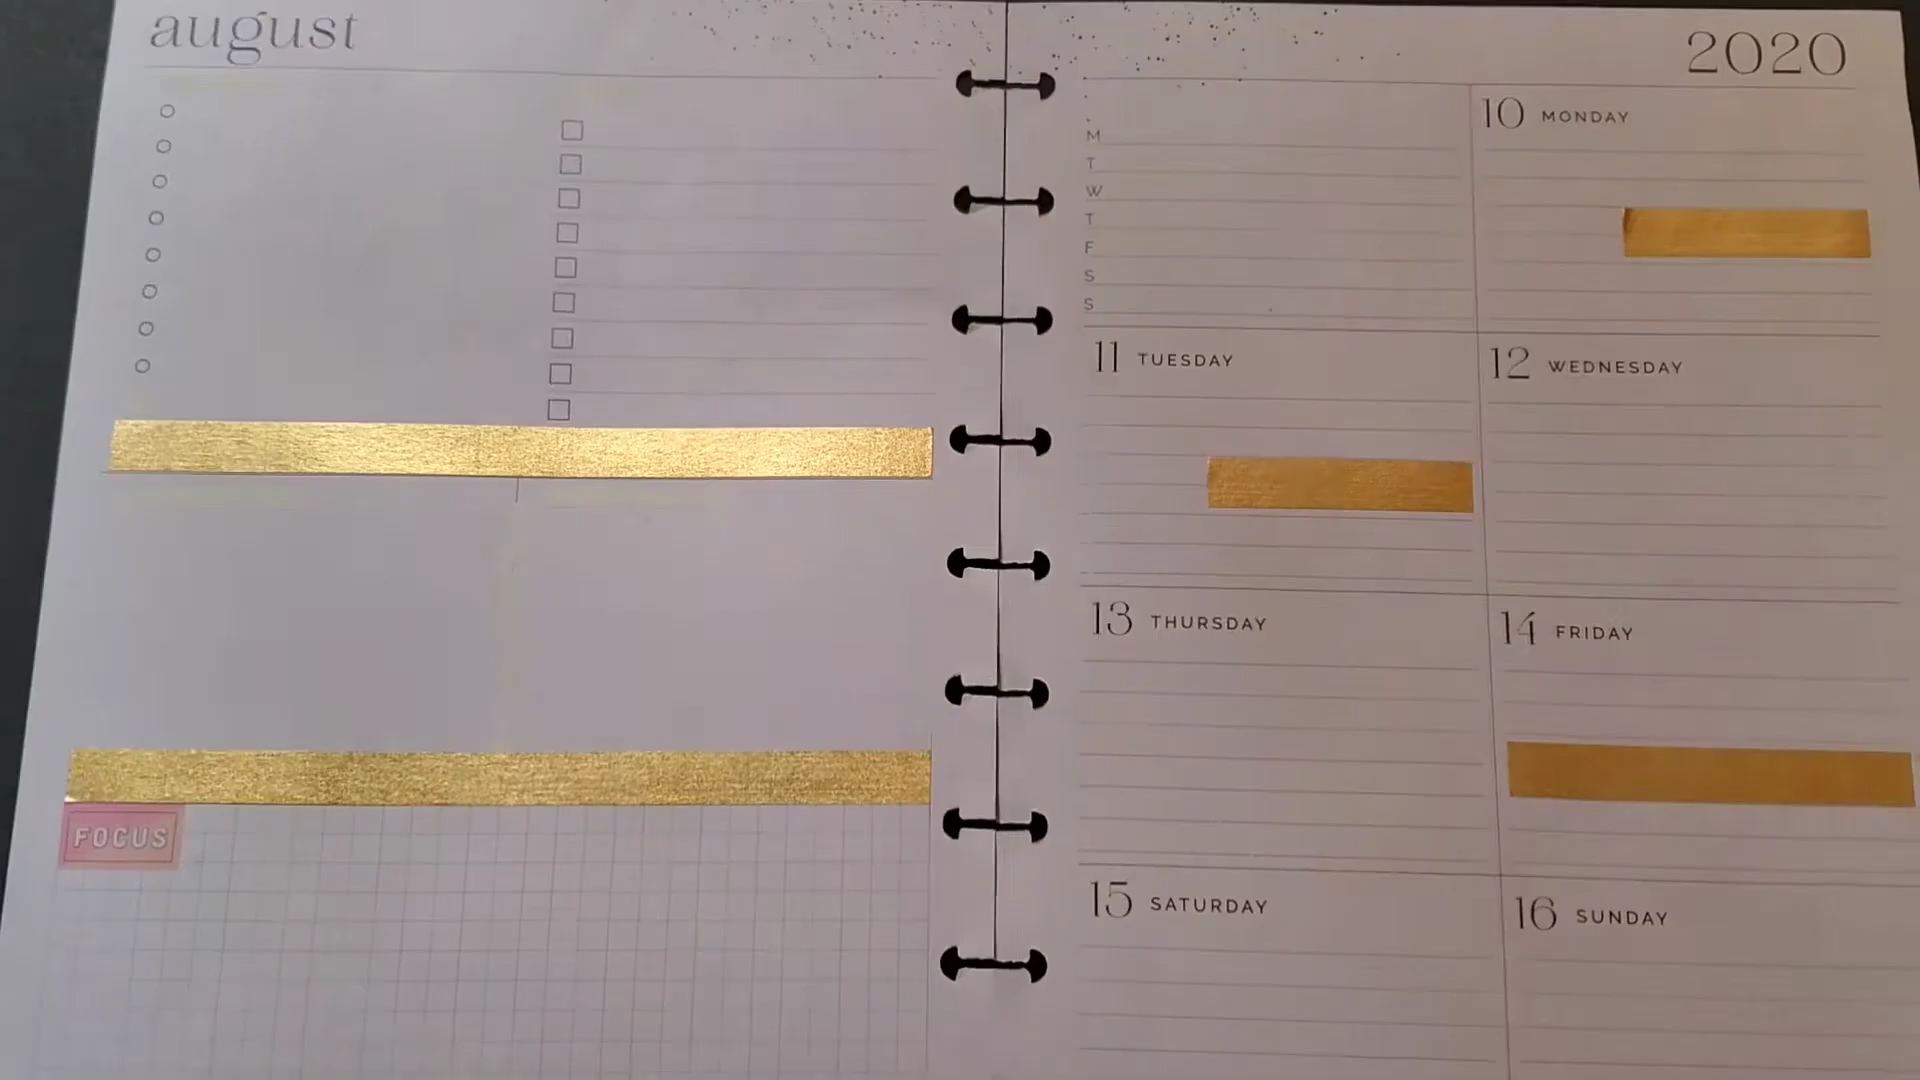 august
FOCUS
2020
M
T
W
T
F
S
S
10 MONDAY
11 TUESDAY
12 WEDNESDAY
13 THURSDAY
14 FRIDAY
15 SATURDAY
16 SUNDAY